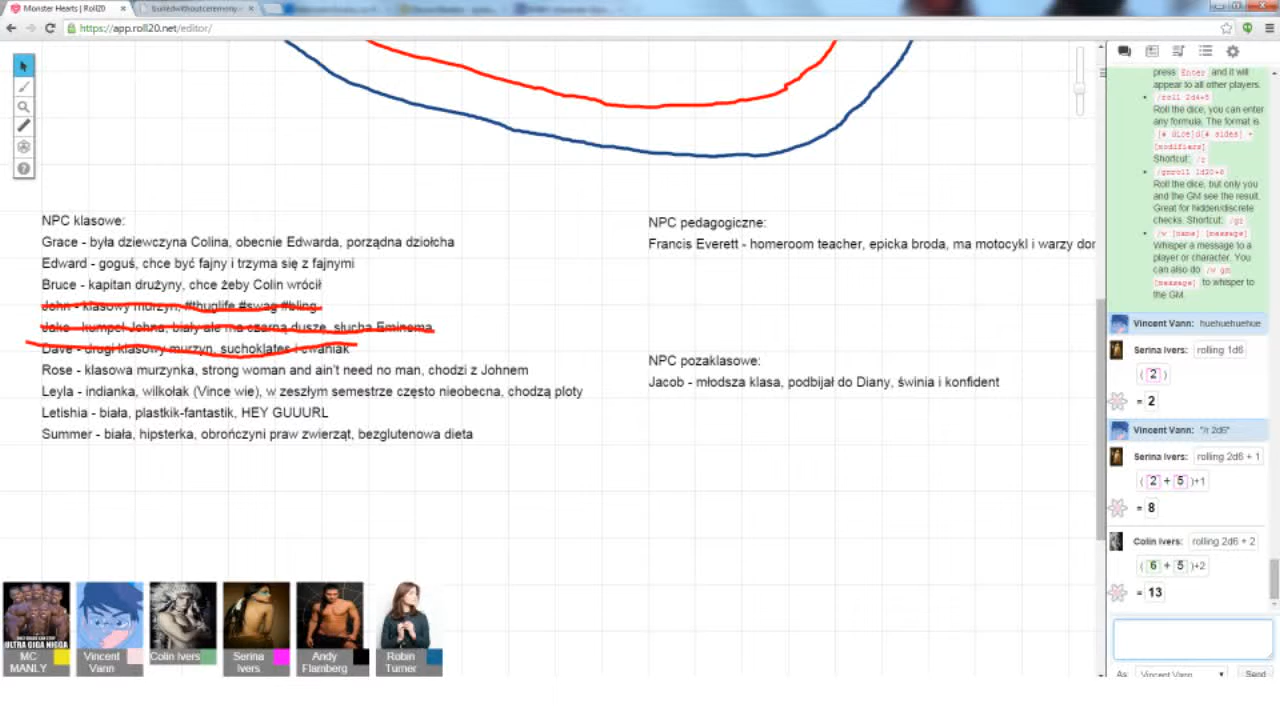 Monster Hearts | Roll20
buriedwithoutceremony
https://app.roll20.net/editor/
NPC klasowe:
Grace - była dziewczyna Colina, obecnie Edwarda, porządna dziołcha
Edward - goguś, chce być fajny i trzyma się z fajnymi
Bruce - kapitan drużyny, chce żeby Colin wrócił
John - klasowy murzyn, #thuglife #swag #bling
Jake - kumpel Johna, biały ale ma czarną duszę, słucha Eminema
Dave - drugi klasowy murzyn, suchoklates i cwaniak
Rose - klasowa murzynka, strong woman and ain't need no man, chodzi z Johnem
Leyla - indianka, wilkołak (Vince wie), w zeszłym semestrze często nieobecna, chodzą ploty
Letishia - biała, plastkik-fantastik, HEY GUUURL
Summer - biała, hipsterka, obrończyni praw zwierząt, bezglutenowa dieta
NPC pedagogiczne:
Francis Everett - homeroom teacher, epicka broda, ma motocykl i warzy dor
NPC pozaklasowe:
Jacob - młodsza klasa, podbijał do Diany, świnia i konfident
ULTRA GIGA NIGGA
MC
MANLY
Vincent
Vann
Colin Ivers
Serina
Ivers
Andy
Flamberg
Robin
Turner
press Enter and it will
appear to all other players.
/roll 2d4+5
Roll the dice, you can enter
any formula. The format is
[# dice]d[# sides] +
[modifiers]
Shortcut: /r
/gmroll 1d20+8
Roll the dice, but only you
and the GM see the result.
Great for hidden/discrete
checks. Shortcut: /gr
/w [name] [message]
Whisper a message to a
player or character. You
can also do /w gm
[message] to whisper to
the GM.
Vincent Vann: huehuehuehue
Serina Ivers: rolling 1d6
( 2 )
= 2
Vincent Vann: "/r 2d6"
Serina Ivers: rolling 2d6 + 1
( 2 + 5 )+1
= 8
Colin Ivers: rolling 2d6 + 2
( 6 + 5 )+2
= 13
As: Vincent Vann
Send